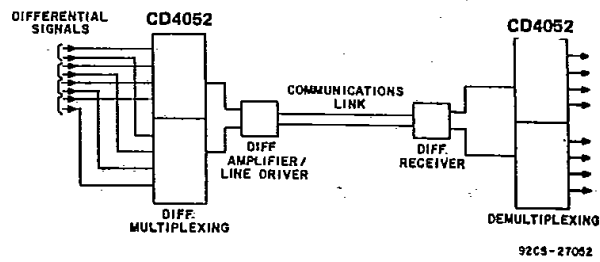 DIFFERENTIAL
SIGNALS
CD4052
CD4052
COMMUNICATIONS
LINK
DIFF.
AMPLIFIER/
LINE DRIVER
DIFF.
RECEIVER
DIFF.
MULTIPLEXING
DEMULTIPLEXING
92CS-27052